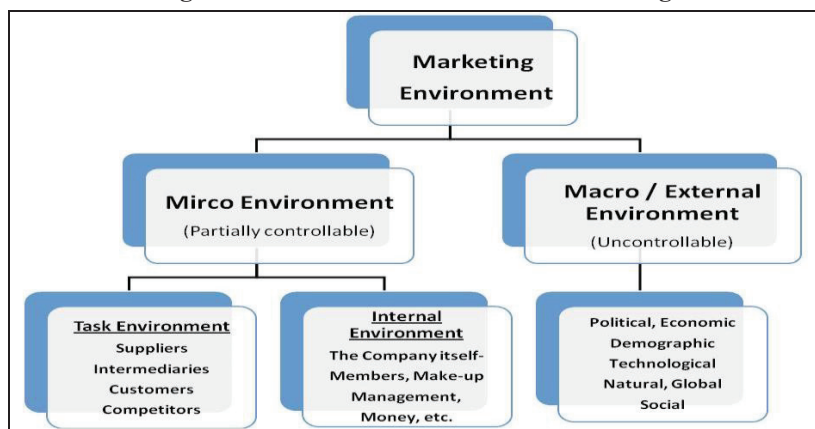 Marketing
Environment
Mirco Environment
(Partially controllable)
Macro / External
Environment
(Uncontrollable)
Task Environment
Suppliers
Intermediaries
Customers
Competitors
Internal
Environment
The Company itself-
Members, Make-up
Management,
Money, etc.
Political, Economic
Demographic
Technological
Natural, Global
Social